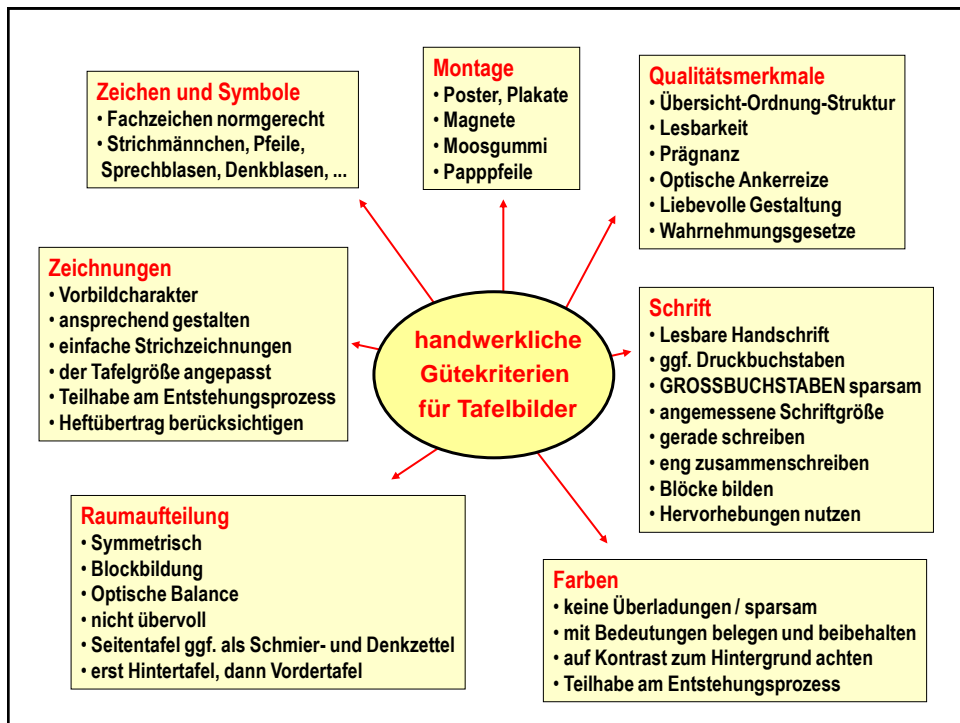 Zeichen und Symbole
• Fachzeichen normgerecht
• Strichmännchen, Pfeile,
Sprechblasen, Denkblasen, ...
Montage
• Poster, Plakate
• Magnete
• Moosgummi
• Papppfeile
Qualitätsmerkmale
• Übersicht-Ordnung-Struktur
• Lesbarkeit
• Prägnanz
• Optische Ankerreize
• Liebevolle Gestaltung
• Wahrnehmungsgesetze
Zeichnungen
• Vorbildcharakter
• ansprechend gestalten
• einfache Strichzeichnungen
• der Tafelgröße angepasst
• Teilhabe am Entstehungsprozess
• Heftübertrag berücksichtigen
handwerkliche
Gütekriterien
für Tafelbilder
Schrift
• Lesbare Handschrift
• ggf. Druckbuchstaben
• GROSSBUCHSTABEN sparsam
• angemessene Schriftgröße
• gerade schreiben
• eng zusammenschreiben
• Blöcke bilden
• Hervorhebungen nutzen
Raumaufteilung
• Symmetrisch
• Blockbildung
• Optische Balance
• nicht übervoll
• Seitentafel ggf. als Schmier- und Denkzettel
• erst Hintertafel, dann Vordertafel
Farben
• keine Überladungen / sparsam
• mit Bedeutungen belegen und beibehalten
• auf Kontrast zum Hintergrund achten
• Teilhabe am Entstehungsprozess